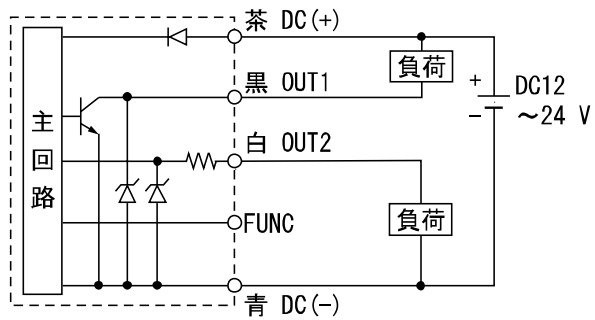 茶 DC(+)
負荷
黒 OUT1
+
DC12
－
～24 V
主回路
白 OUT2
負荷
FUNC
青 DC(−)